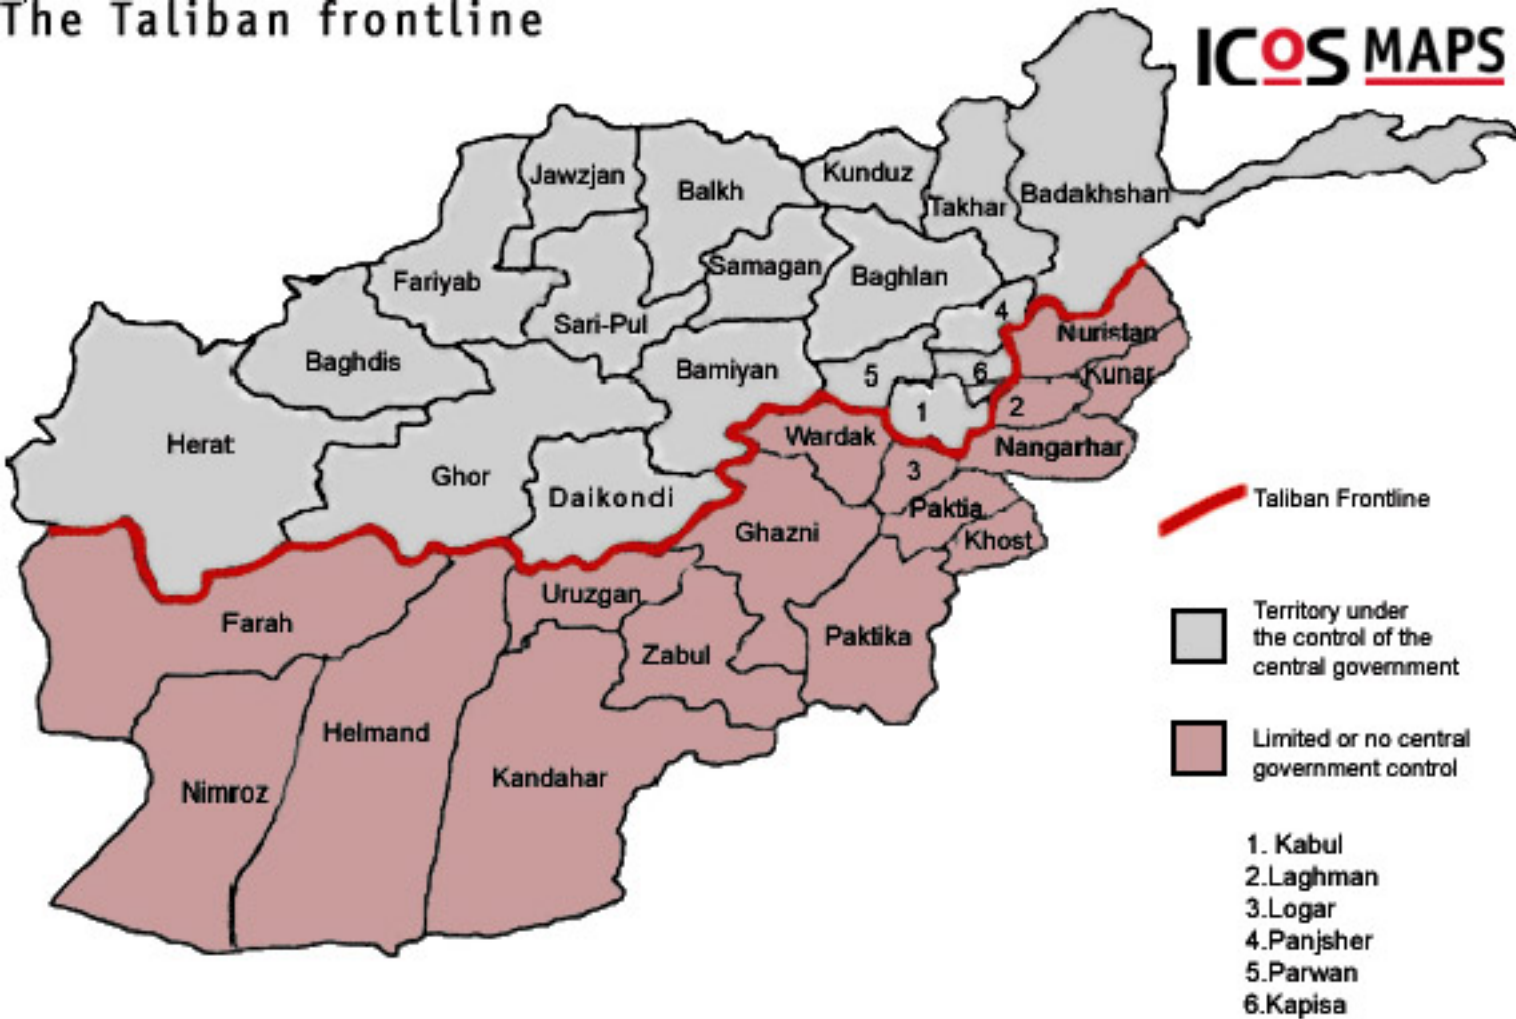 The Taliban frontline
ICOS MAPS
Jawzjan
Balkh
Kunduz
Takhar
Badakhshan
Fariyab
Samagan
Baghlan
Sari-Pul
4
Nuristan
Baghdis
Bamiyan
5
6
Kunar
1
2
Herat
Wardak
Nangarhar
Ghor
Daikondi
3
Ghazni
Paktia
Khost
Taliban Frontline
Uruzgan
Farah
Zabul
Paktika
Territory under
the control of the
central government
Helmand
Kandahar
Nimroz
Limited or no central
government control
1. Kabul
2.Laghman
3.Logar
4.Panjsher
5.Parwan
6.Kapisa